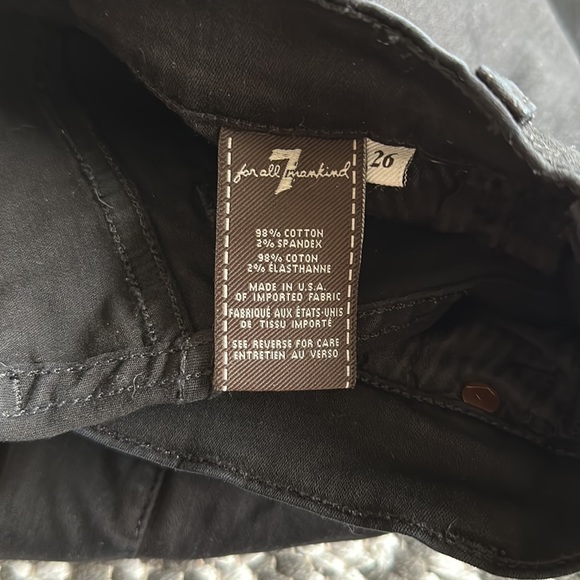 7
for all mankind
26
98% COTTON
2% SPANDEX
98% COTON
2% ÉLASTHANNE
MADE IN U.S.A.
OF IMPORTED FABRIC
FABRIQUÉ AUX ÉTATS-UNIS
DE TISSU IMPORTÉ
SEE REVERSE FOR CARE
ENTRETIEN AU VERSO